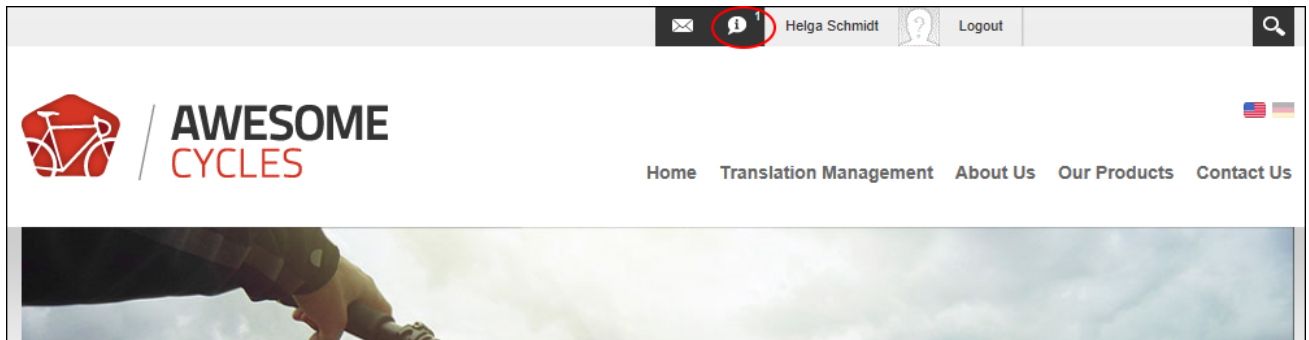 1 Helga Schmidt Logout
AWESOME
CYCLES
Home Translation Management About Us Our Products Contact Us